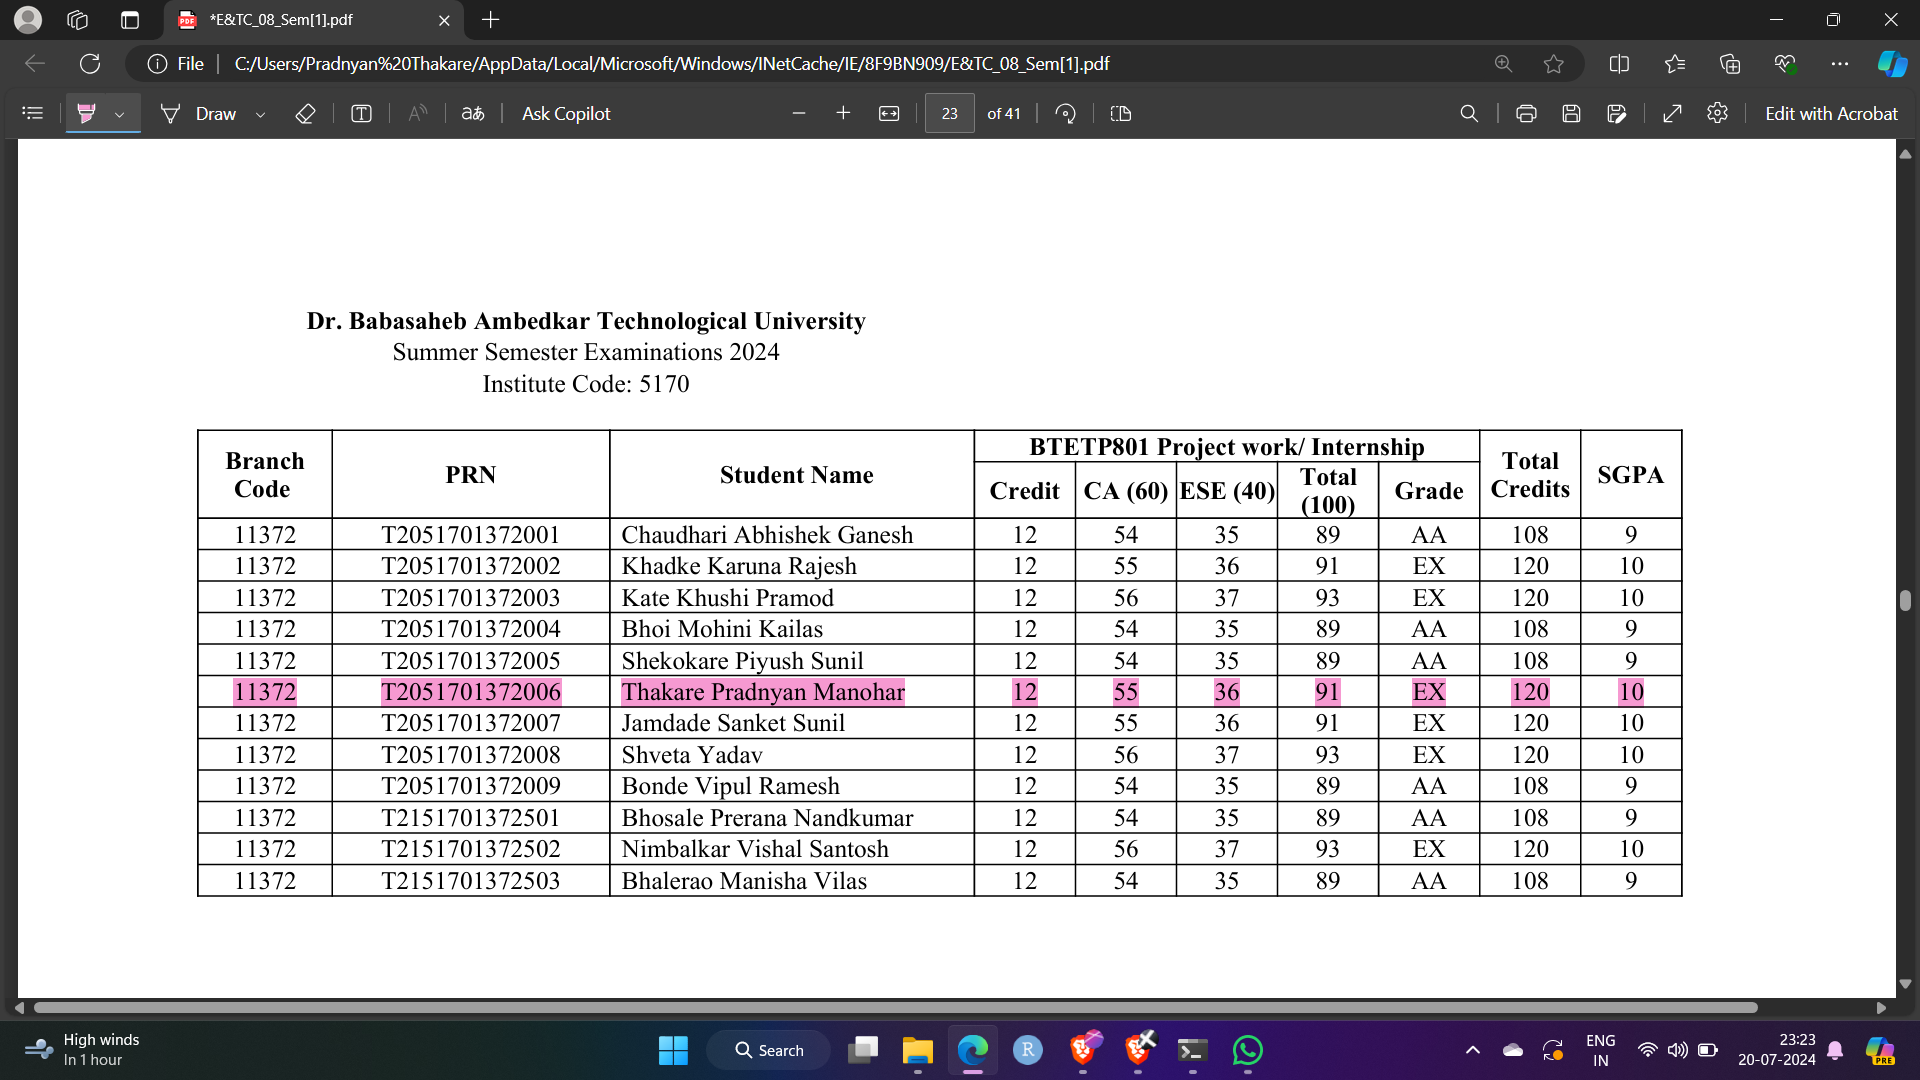 *E&TC_08_Sem[1].pdf
File C:/Users/Pradnyan%20Thakare/AppData/Local/Microsoft/Windows/INetCache/IE/8F9BN909/E&TC_08_Sem[1].pdf
Draw aあ Ask Copilot 23 of 41 Edit with Acrobat
Dr. Babasaheb Ambedkar Technological University
Summer Semester Examinations 2024
Institute Code: 5170
Branch Code PRN Student Name BTETP801 Project work/ Internship Total Credits SGPA
Credit CA (60) ESE (40) Total (100) Grade
11372 T2051701372001 Chaudhari Abhishek Ganesh 12 54 35 89 AA 108 9
11372 T2051701372002 Khadke Karuna Rajesh 12 55 36 91 EX 120 10
11372 T2051701372003 Kate Khushi Pramod 12 56 37 93 EX 120 10
11372 T2051701372004 Bhoi Mohini Kailas 12 54 35 89 AA 108 9
11372 T2051701372005 Shekokare Piyush Sunil 12 54 35 89 AA 108 9
11372 T2051701372006 Thakare Pradnyan Manohar 12 55 36 91 EX 120 10
11372 T2051701372007 Jamdade Sanket Sunil 12 55 36 91 EX 120 10
11372 T2051701372008 Shveta Yadav 12 56 37 93 EX 120 10
11372 T2051701372009 Bonde Vipul Ramesh 12 54 35 89 AA 108 9
11372 T2151701372501 Bhosale Prerana Nandkumar 12 54 35 89 AA 108 9
11372 T2151701372502 Nimbalkar Vishal Santosh 12 56 37 93 EX 120 10
11372 T2151701372503 Bhalerao Manisha Vilas 12 54 35 89 AA 108 9
High winds
In 1 hour
Search
ENG
IN
23:23
20-07-2024
PRE